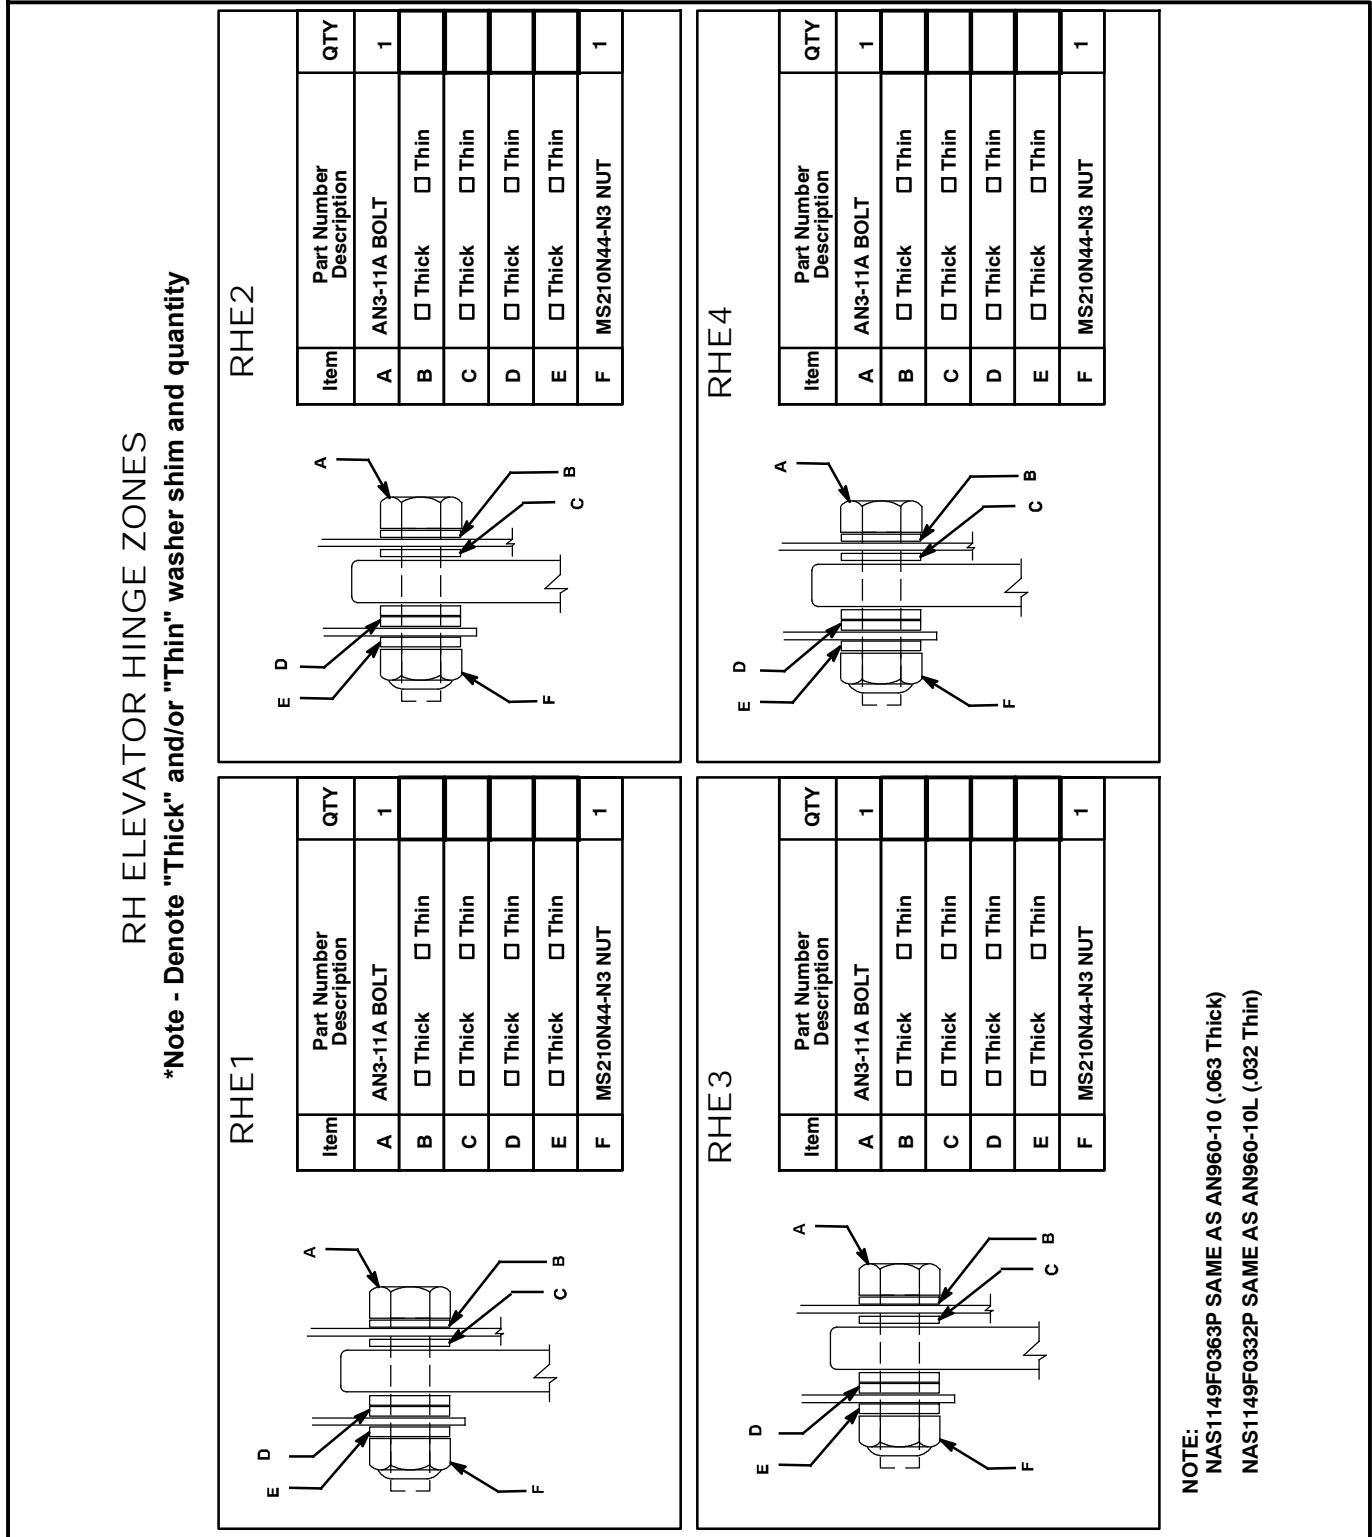 RH ELEVATOR HINGE ZONES
*Note - Denote "Thick" and/or "Thin" washer shim and quantity
RHE1
Item Part Number Description QTY
A AN3-11A BOLT 1
B Thick Thin
C Thick Thin
D Thick Thin
E Thick Thin
F MS210N44-N3 NUT 1
A
B
C
D
E
F
RHE2
Item Part Number Description QTY
A AN3-11A BOLT 1
B Thick Thin
C Thick Thin
D Thick Thin
E Thick Thin
F MS210N44-N3 NUT 1
A
B
C
D
E
F
RHE3
Item Part Number Description QTY
A AN3-11A BOLT 1
B Thick Thin
C Thick Thin
D Thick Thin
E Thick Thin
F MS210N44-N3 NUT 1
A
B
C
D
E
F
RHE4
Item Part Number Description QTY
A AN3-11A BOLT 1
B Thick Thin
C Thick Thin
D Thick Thin
E Thick Thin
F MS210N44-N3 NUT 1
A
B
C
D
E
F
NOTE:
NAS1149F0363P SAME AS AN960-10 (.063 Thick)
NAS1149F0332P SAME AS AN960-10L (.032 Thin)